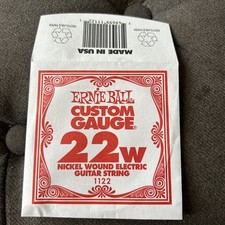 MADE IN USA
ERNIE BALL
CUSTOM
GAUGE®
22W
NICKEL WOUND ELECTRIC
GUITAR STRING
1122